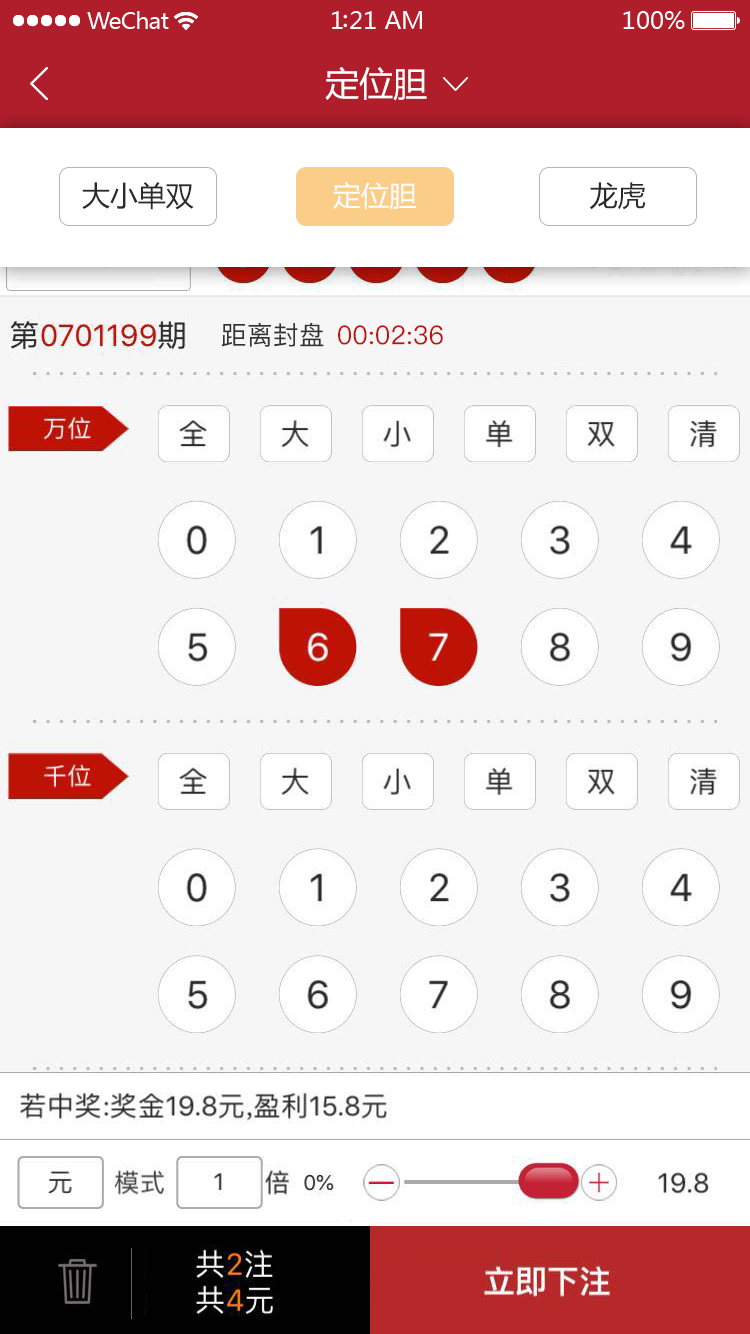 WeChat 1:21 AM 100%
定位胆
大小单双 定位胆 龙虎
第0701199期 距离封盘 00:02:36
万位 全 大 小 单 双 清
0 1 2 3 4
5 6 7 8 9
千位 全 大 小 单 双 清
0 1 2 3 4
5 6 7 8 9
若中奖:奖金19.8元,盈利15.8元
元 模式 1 倍 0% 19.8
共2注
共4元
立即下注